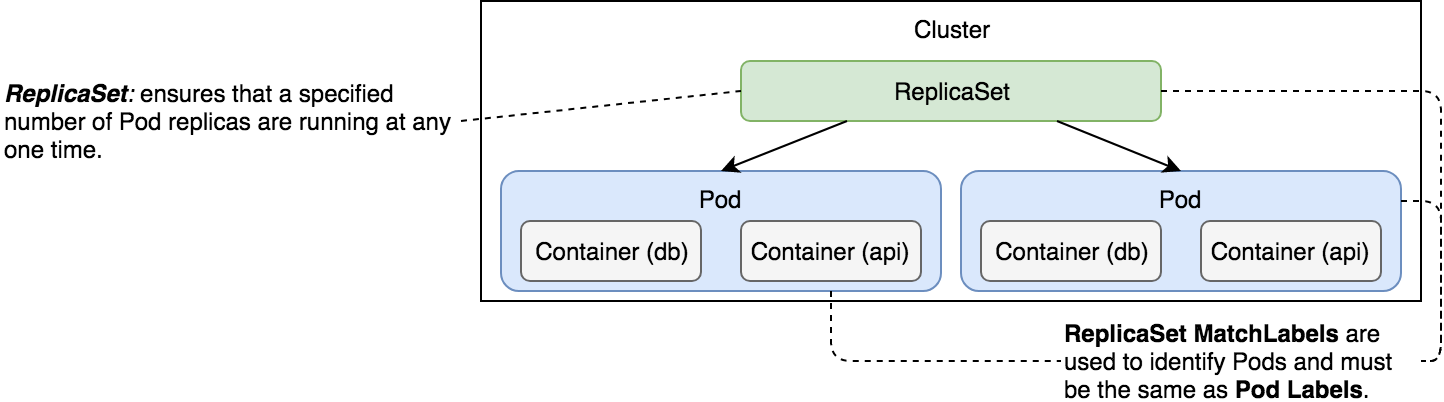 Cluster
ReplicaSet
ReplicaSet: ensures that a specified
number of Pod replicas are running at any
one time.
Pod
Pod
Container (db)
Container (api)
Container (db)
Container (api)
ReplicaSet MatchLabels are
used to identify Pods and must
be the same as Pod Labels.